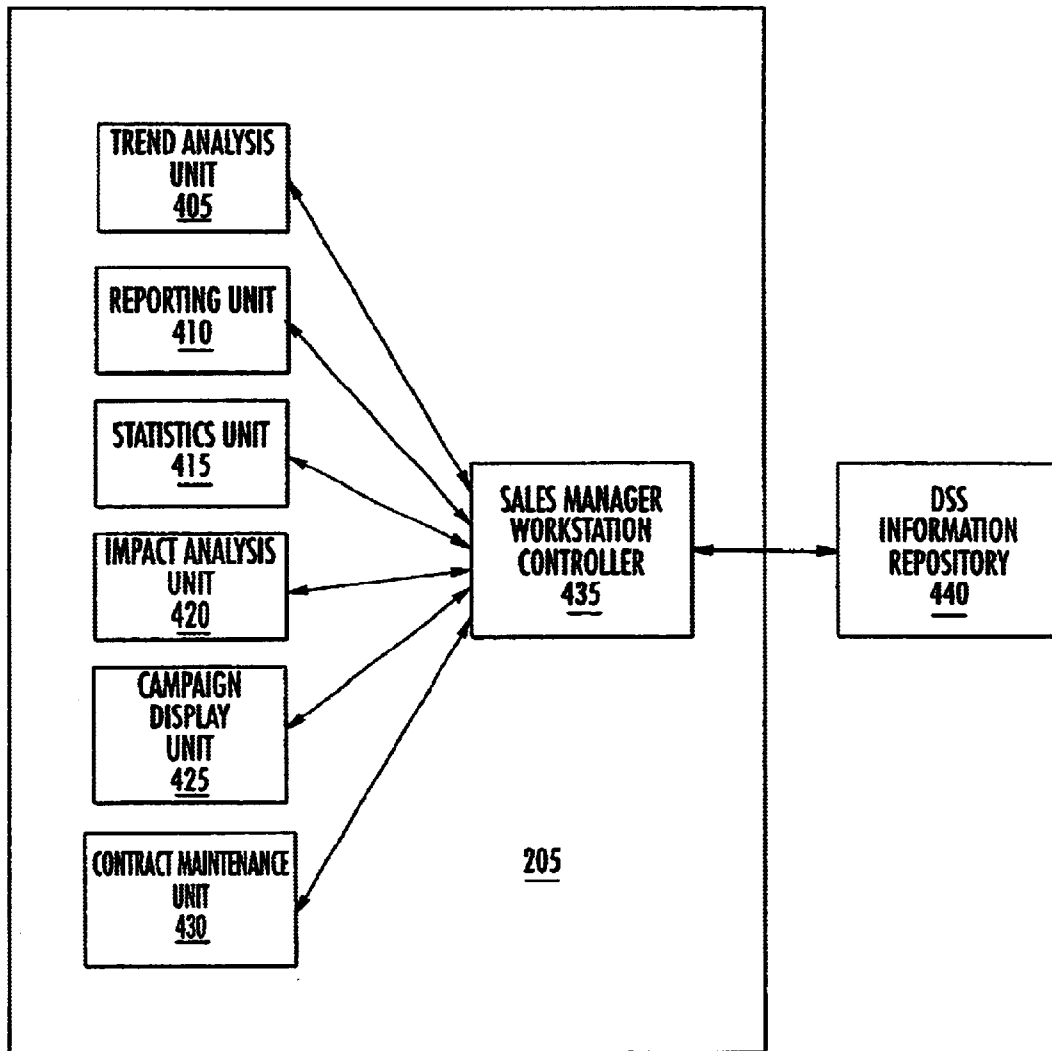 TREND ANALYSIS
UNIT
405
REPORTING UNIT
410
STATISTICS UNIT
415
IMPACT ANALYSIS
UNIT
420
CAMPAIGN
DISPLAY
UNIT
425
CONTRACT MAINTENANCE
UNIT
430
SALES MANAGER
WORKSTATION
CONTROLLER
435
DSS
INFORMATION
REPOSITORY
440
205